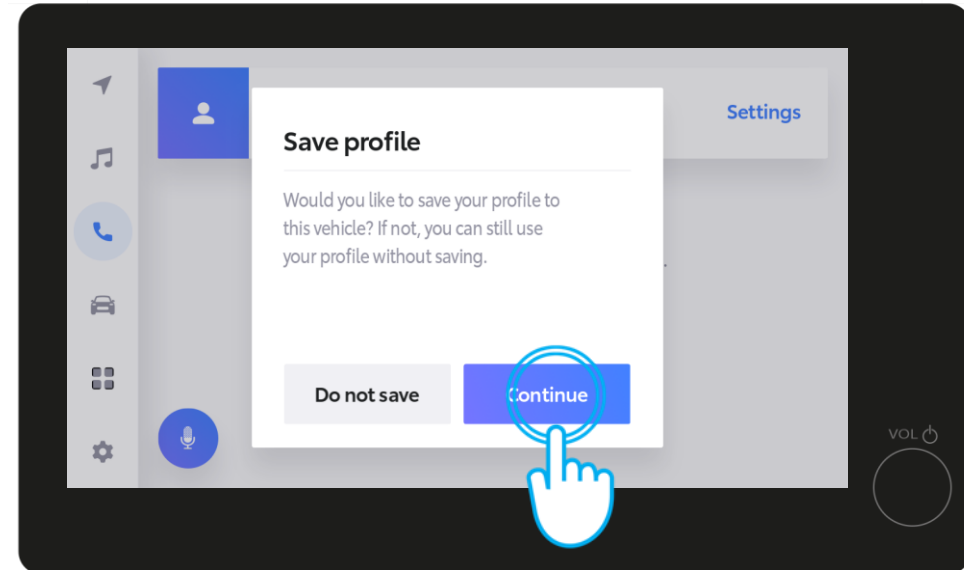 Settings
Save profile
Would you like to save your profile to
this vehicle? If not, you can still use
your profile without saving.
Do not save
Continue
VOL